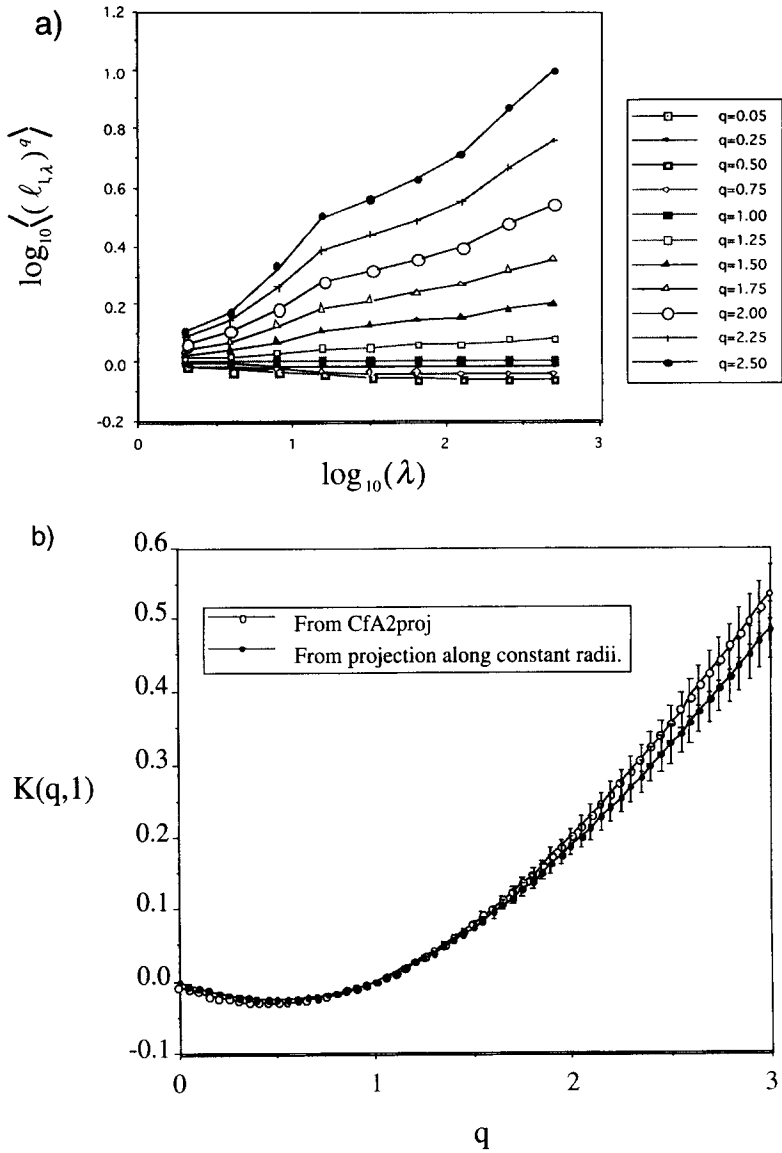 a)
1.2
1.0
0.8
0.6
0.4
0.2
0.0
-0.2
log₁₀⟨(ℓ₁,λ)^q⟩
0
1
2
3
log₁₀(λ)
q=0.05
q=0.25
q=0.50
q=0.75
q=1.00
q=1.25
q=1.50
q=1.75
q=2.00
q=2.25
q=2.50
b)
0.6
0.5
0.4
0.3
0.2
0.1
0.0
-0.1
K(q,1)
From CfA2proj
From projection along constant radii.
0
1
2
3
q